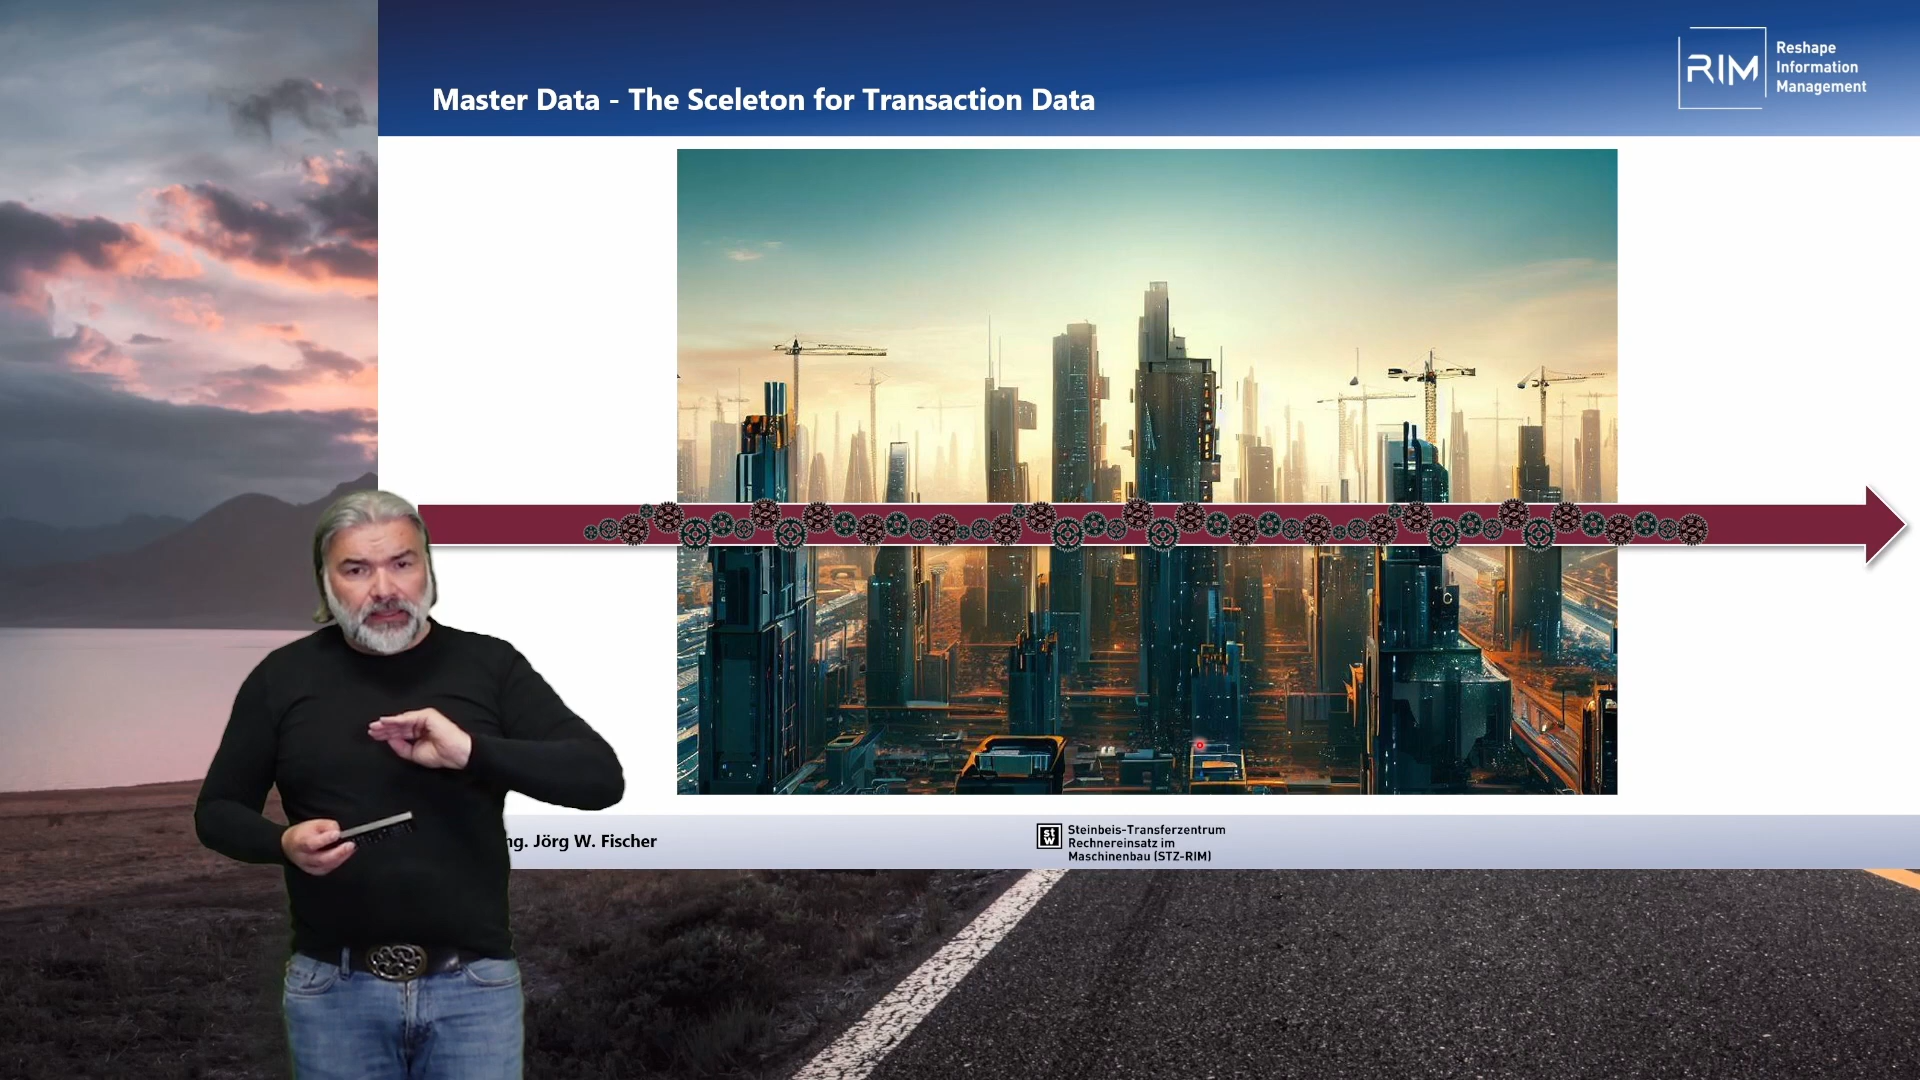 Master Data - The Sceleton for Transaction Data
RIM
Reshape
Information
Management
ng. Jörg W. Fischer
stw
Steinbeis-Transferzentrum
Rechnereinsatz im
Maschinenbau (STZ-RIM)